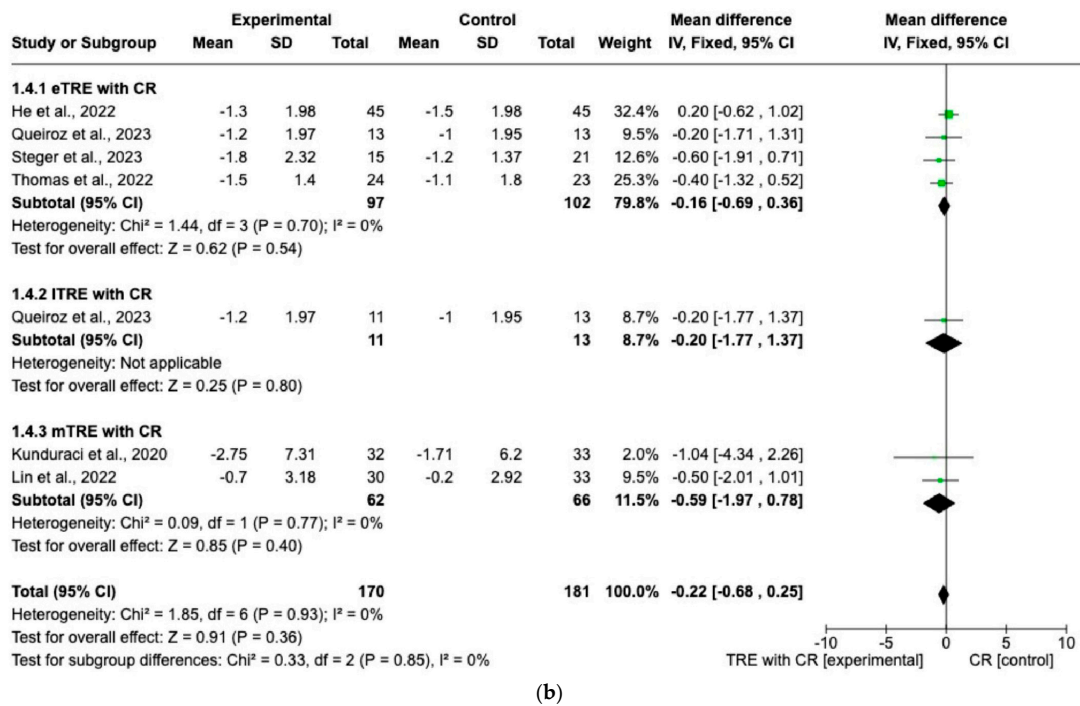 Experimental Control Mean difference Mean difference
Study or Subgroup Mean SD Total Mean SD Total Weight IV, Fixed, 95% CI IV, Fixed, 95% CI
1.4.1 eTRE with CR
He et al., 2022 -1.3 1.98 45 -1.5 1.98 45 32.4% 0.20 [-0.62 , 1.02]
Queiroz et al., 2023 -1.2 1.97 13 -1 1.95 13 9.5% -0.20 [-1.71 , 1.31]
Steger et al., 2023 -1.8 2.32 15 -1.2 1.37 21 12.6% -0.60 [-1.91 , 0.71]
Thomas et al., 2022 -1.5 1.4 24 -1.1 1.8 23 25.3% -0.40 [-1.32 , 0.52]
Subtotal (95% CI) 97 102 79.8% -0.16 [-0.69 , 0.36]
Heterogeneity: Chi² = 1.44, df = 3 (P = 0.70); I² = 0%
Test for overall effect: Z = 0.62 (P = 0.54)
1.4.2 lTRE with CR
Queiroz et al., 2023 -1.2 1.97 11 -1 1.95 13 8.7% -0.20 [-1.77 , 1.37]
Subtotal (95% CI) 11 13 8.7% -0.20 [-1.77 , 1.37]
Heterogeneity: Not applicable
Test for overall effect: Z = 0.25 (P = 0.80)
1.4.3 mTRE with CR
Kunduraci et al., 2020 -2.75 7.31 32 -1.71 6.2 33 2.0% -1.04 [-4.34 , 2.26]
Lin et al., 2022 -0.7 3.18 30 -0.2 2.92 33 9.5% -0.50 [-2.01 , 1.01]
Subtotal (95% CI) 62 66 11.5% -0.59 [-1.97 , 0.78]
Heterogeneity: Chi² = 0.09, df = 1 (P = 0.77); I² = 0%
Test for overall effect: Z = 0.85 (P = 0.40)
Total (95% CI) 170 181 100.0% -0.22 [-0.68 , 0.25]
Heterogeneity: Chi² = 1.85, df = 6 (P = 0.93); I² = 0%
Test for overall effect: Z = 0.91 (P = 0.36)
Test for subgroup differences: Chi² = 0.33, df = 2 (P = 0.85), I² = 0%
-10 -5 0 5 10
TRE with CR [experimental] CR [control]
(b)